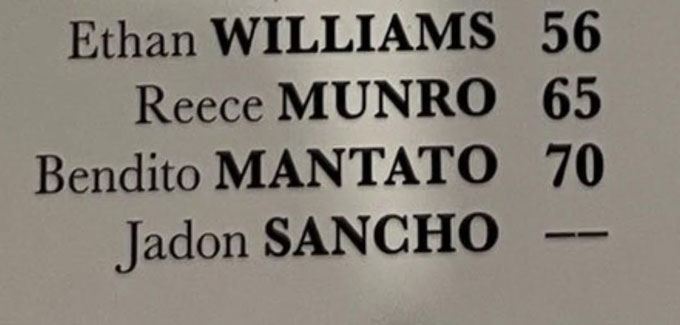 Ethan WILLIAMS 56
Reece MUNRO 65
Bendito MANTATO 70
Jadon SANCHO ––